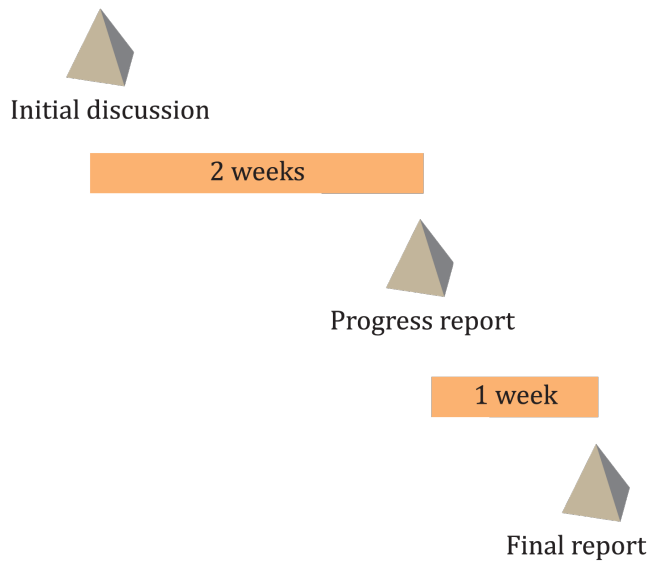 Initial discussion
2 weeks
Progress report
1 week
Final report